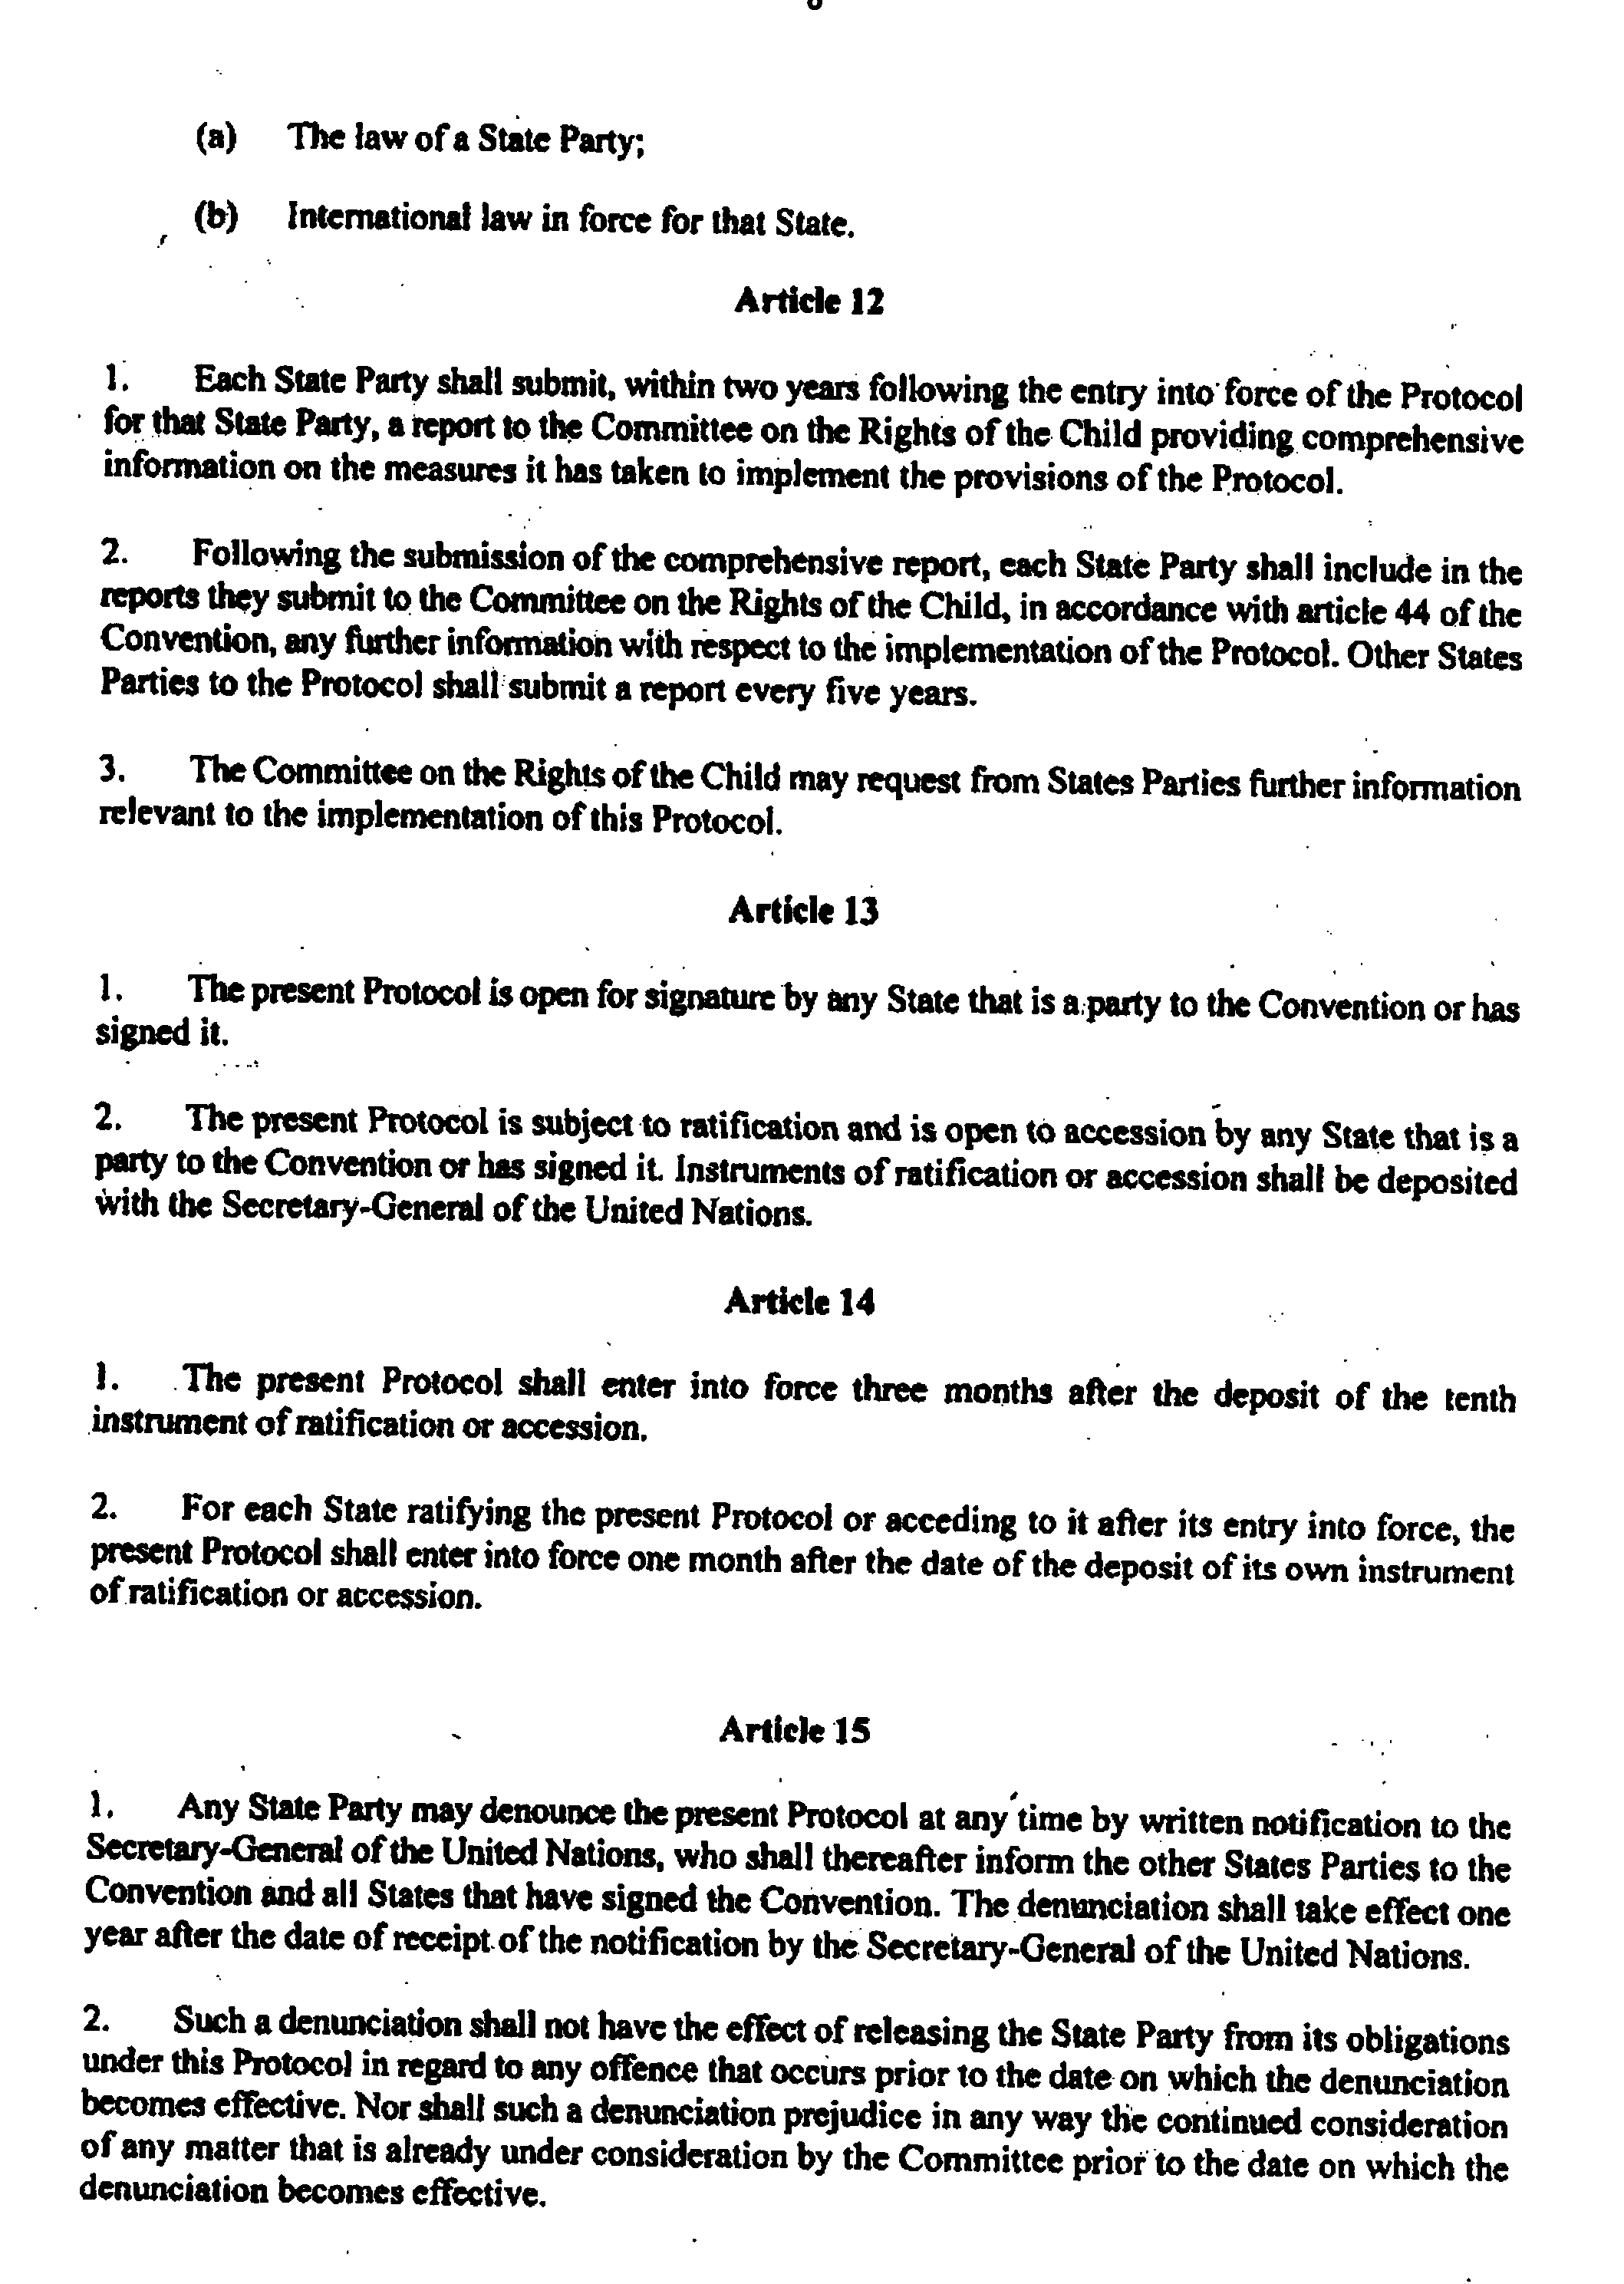 (a) The law of a State Party;
(b) International law in force for that State.
Article 12
1. Each State Party shall submit, within two years following the entry into force of the Protocol
for that State Party, a report to the Committee on the Rights of the Child providing comprehensive
information on the measures it has taken to implement the provisions of the Protocol.
2. Following the submission of the comprehensive report, each State Party shall include in the
reports they submit to the Committee on the Rights of the Child, in accordance with article 44 of the
Convention, any further information with respect to the implementation of the Protocol. Other States
Parties to the Protocol shall submit a report every five years.
3. The Committee on the Rights of the Child may request from States Parties further information
relevant to the implementation of this Protocol.
Article 13
1. The present Protocol is open for signature by any State that is a party to the Convention or has
signed it.
2. The present Protocol is subject to ratification and is open to accession by any State that is a
party to the Convention or has signed it. Instruments of ratification or accession shall be deposited
with the Secretary-General of the United Nations.
Article 14
1. The present Protocol shall enter into force three months after the deposit of the tenth
instrument of ratification or accession.
2. For each State ratifying the present Protocol or acceding to it after its entry into force, the
present Protocol shall enter into force one month after the date of the deposit of its own instrument
of ratification or accession.
Article 15
1. Any State Party may denounce the present Protocol at any time by written notification to the
Secretary-General of the United Nations, who shall thereafter inform the other States Parties to the
Convention and all States that have signed the Convention. The denunciation shall take effect one
year after the date of receipt of the notification by the Secretary-General of the United Nations.
2. Such a denunciation shall not have the effect of releasing the State Party from its obligations
under this Protocol in regard to any offence that occurs prior to the date on which the denunciation
becomes effective. Nor shall such a denunciation prejudice in any way the continued consideration
of any matter that is already under consideration by the Committee prior to the date on which the
denunciation becomes effective.